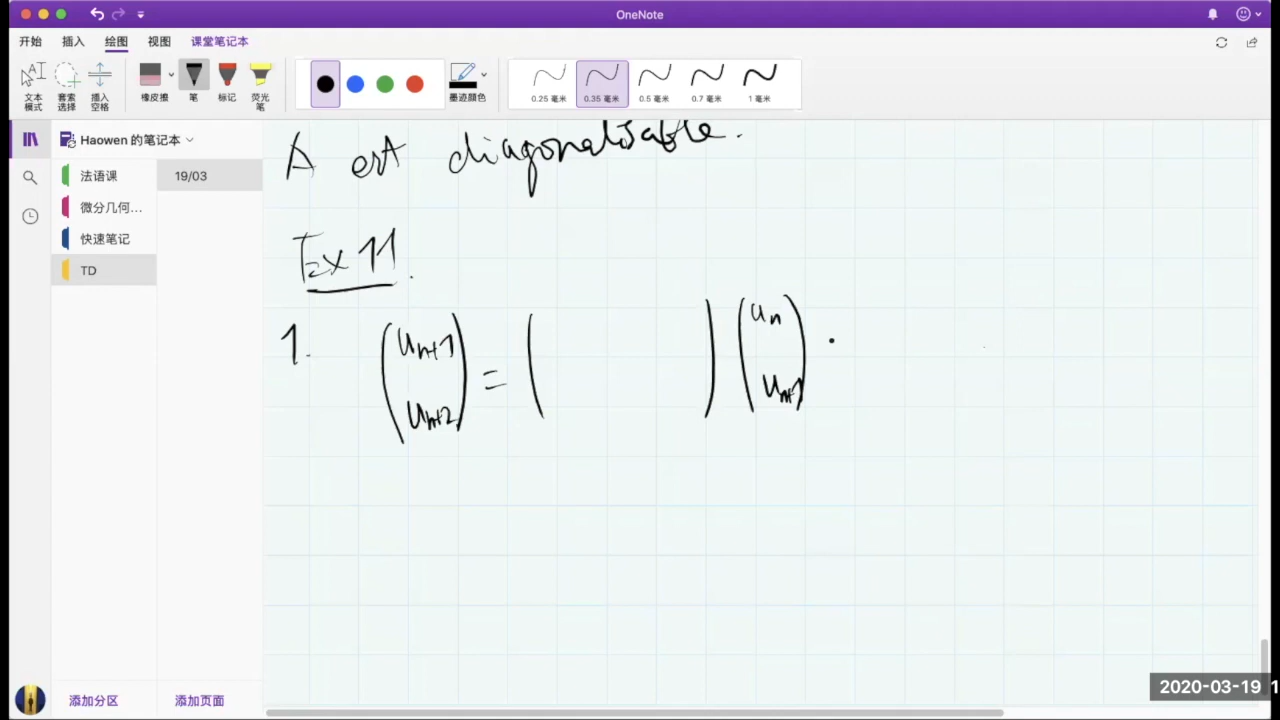 OneNote
开始 插入 绘图 视图 课堂笔记本
文本模式 套索选择 插入空格 橡皮擦 笔 标记 荧光笔 墨迹颜色 0.25 毫米 0.35 毫米 0.5 毫米 0.7 毫米 1 毫米
Haowen 的笔记本
法语课 19/03
微分几何...
快速笔记
TD
A est diagonalisable.
Ex 11.
1. (u_{n+1} u_{n+2}) = ( ) (u_n u_{n+1}).
添加分区 添加页面
2020-03-19 1